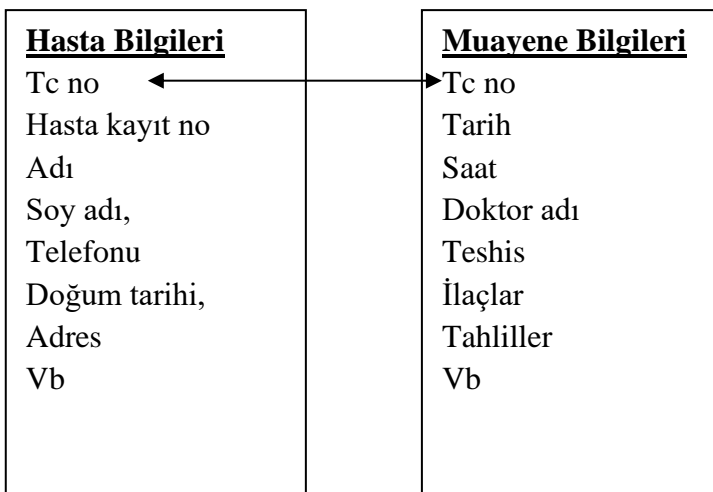 Hasta Bilgileri
Tc no
Hasta kayıt no
Adı
Soy adı,
Telefonu
Doğum tarihi,
Adres
Vb
Muayene Bilgileri
Tc no
Tarih
Saat
Doktor adı
Teshis
İlaçlar
Tahliller
Vb